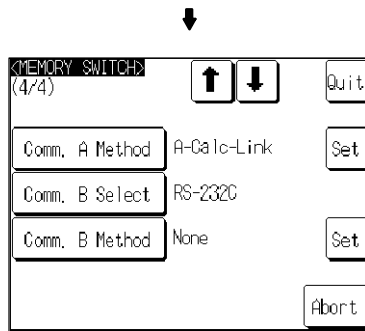 <MEMORY SWITCH>
(4/4)
Quit
Comm. A Method A-Calc-Link Set
Comm. B Select RS-232C
Comm. B Method None Set
Abort